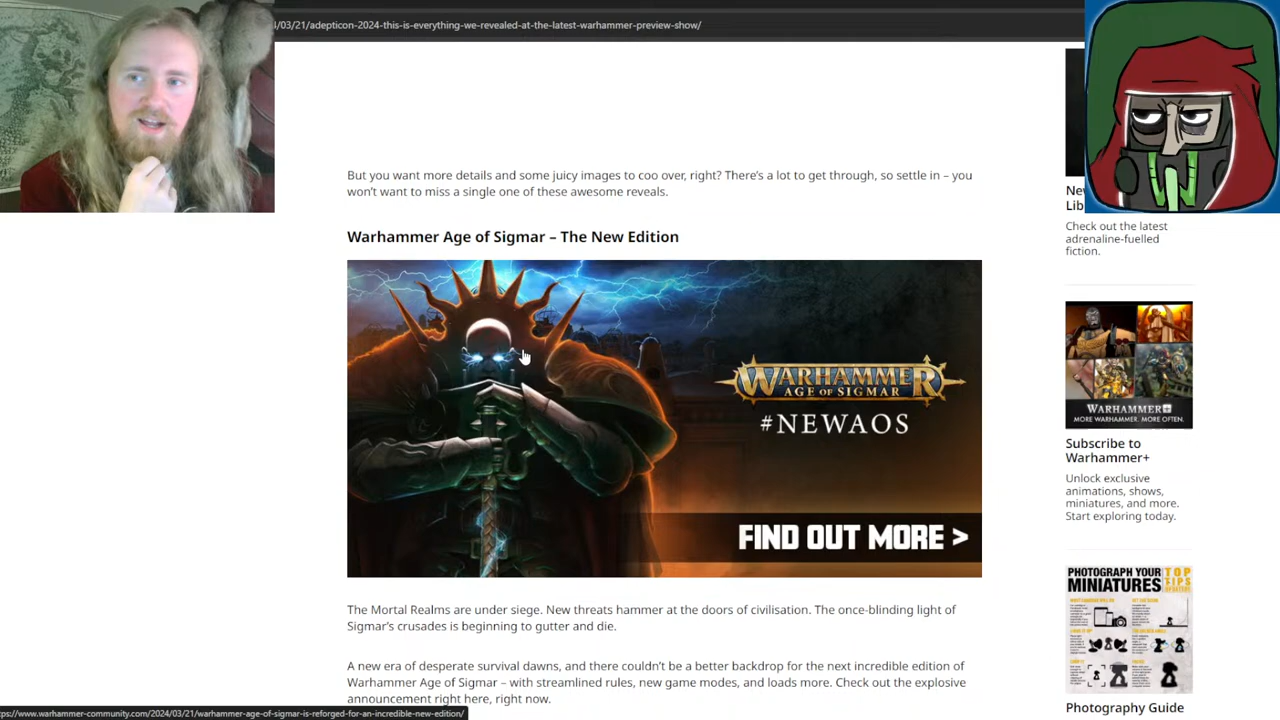 /03/21/adepticon-2024-this-is-everything-we-revealed-at-the-latest-warhammer-preview-show/
But you want more details and some juicy images to coo over, right? There's a lot to get through, so settle in – you
won't want to miss a single one of these awesome reveals.
Warhammer Age of Sigmar – The New Edition
WARHAMMER
AGE OF SIGMAR
#NEWAOS
FIND OUT MORE >
The Mortal Realms are under siege. New threats hammer at the doors of civilisation. The once-blinding light of
Sigmar's crusades is beginning to gutter and die.
A new era of desperate survival dawns, and there couldn't be a better backdrop for the next incredible edition of
Warhammer Age of Sigmar – with streamlined rules, new game modes, and loads more. Check out the explosive
announcement right here, right now.
ps://www.warhammer-community.com/2024/03/21/warhammer-age-of-sigmar-is-reforged-for-an-incredible-new-edition/
Check out the latest
adrenaline-fuelled
fiction.
WARHAMMER+
MORE WARHAMMER. MORE OFTEN.
Subscribe to
Warhammer+
Unlock exclusive
animations, shows,
miniatures, and more.
Start exploring today.
PHOTOGRAPH YOUR
MINIATURES
TOP
TIPS
Photography Guide